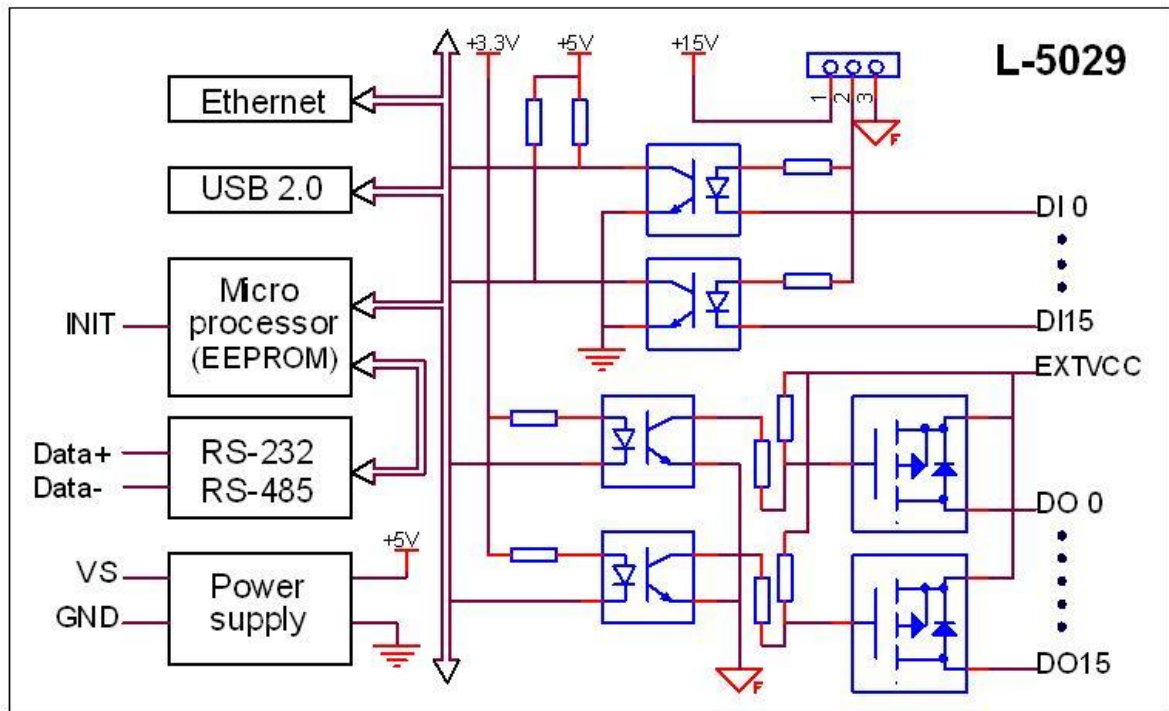 L-5029
+3.3V
+5V
+15V
1
2
3
F
Ethernet
USB 2.0
Micro
processor
(EEPROM)
INIT
RS-232
RS-485
Data+
Data-
+5V
VS
GND
Power
supply
DI 0
DI15
EXTVCC
DO 0
DO15
F